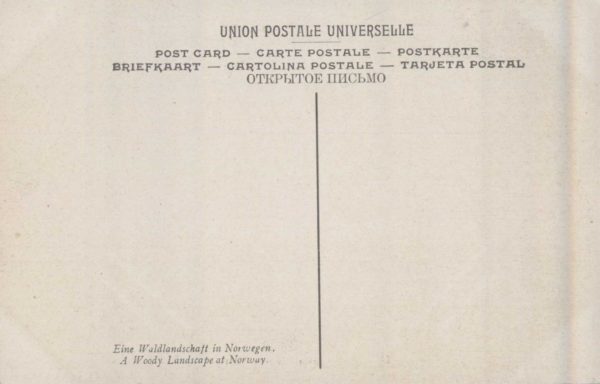 UNION POSTALE UNIVERSELLE
POST CARD — CARTE POSTALE — POSTKARTE
BRIEFKAART — CARTOLINA POSTALE — TARJETA POSTAL
ОТКРЫТОЕ ПИСЬМО
Eine Waldlandschaft in Norwegen.
A Woody Landscape at Norway.